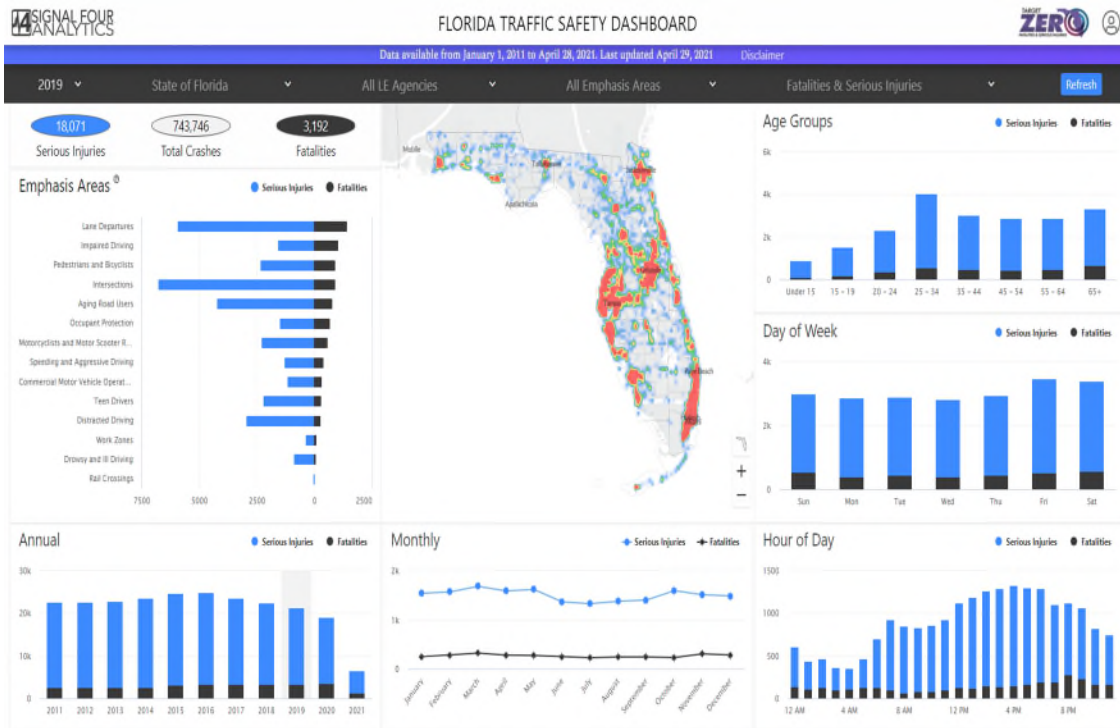 SIGNAL FOUR
ANALYTICS
FLORIDA TRAFFIC SAFETY DASHBOARD
TARGET
ZERO
Data available from January 1, 2011 to April 28, 2021. Last updated April 29, 2021 Disclaimer
2019 State of Florida All LE Agencies All Emphasis Areas Fatalities & Serious Injuries Refresh
18,071 743,746 3,192
Serious Injuries Total Crashes Fatalities
Emphasis Areas
Serious Injuries Fatalities
Lane Departures
Impaired Driving
Pedestrians and Bicyclists
Intersections
Aging Road Users
Occupant Protection
Motorcyclists and Motor Scooter R...
Speeding and Aggressive Driving
Commercial Motor Vehicle Operat...
Teen Drivers
Distracted Driving
Work Zones
Drowsy and Ill Driving
Rail Crossings
7500 5000 2500 0 2500
Mobile
Apalachicola
Tampa
Miami
+
−
Age Groups
Serious Injuries Fatalities
6k
4k
2k
0
Under 15 15 - 19 20 - 24 25 - 34 35 - 44 45 - 54 55 - 64 65+
Day of Week
Serious Injuries Fatalities
4k
2k
0
Sun Mon Tue Wed Thu Fri Sat
Annual
Serious Injuries Fatalities
30k
20k
10k
0
2011 2012 2013 2014 2015 2016 2017 2018 2019 2020 2021
Monthly
Serious Injuries Fatalities
2k
1k
0
January February March April May June July August September October November December
Hour of Day
Serious Injuries Fatalities
1500
1000
500
0
12 AM 4 AM 8 AM 12 PM 4 PM 8 PM